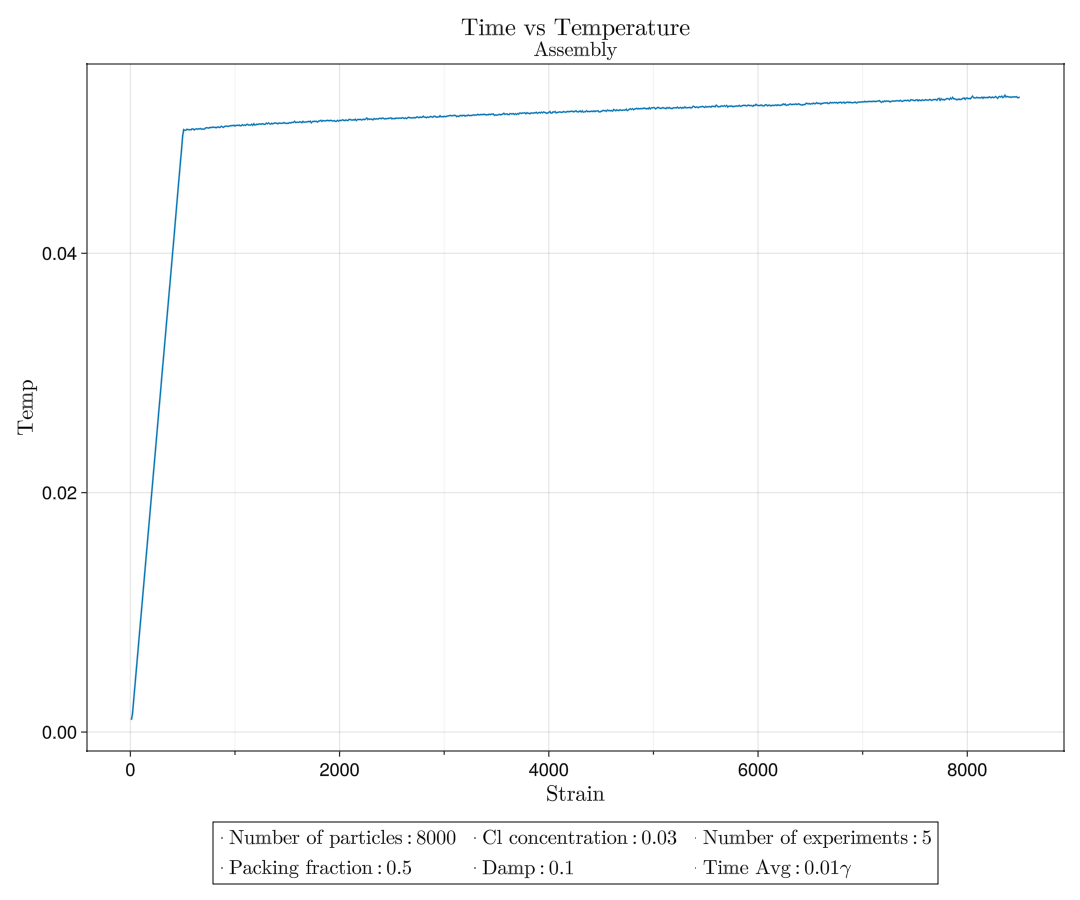 Time vs Temperature
Assembly
Temp
0.04
0.02
0.00
0 2000 4000 6000 8000
Strain
· Number of particles : 8000 · Cl concentration : 0.03 · Number of experiments : 5
· Packing fraction : 0.5 · Damp : 0.1 · Time Avg : 0.01γ